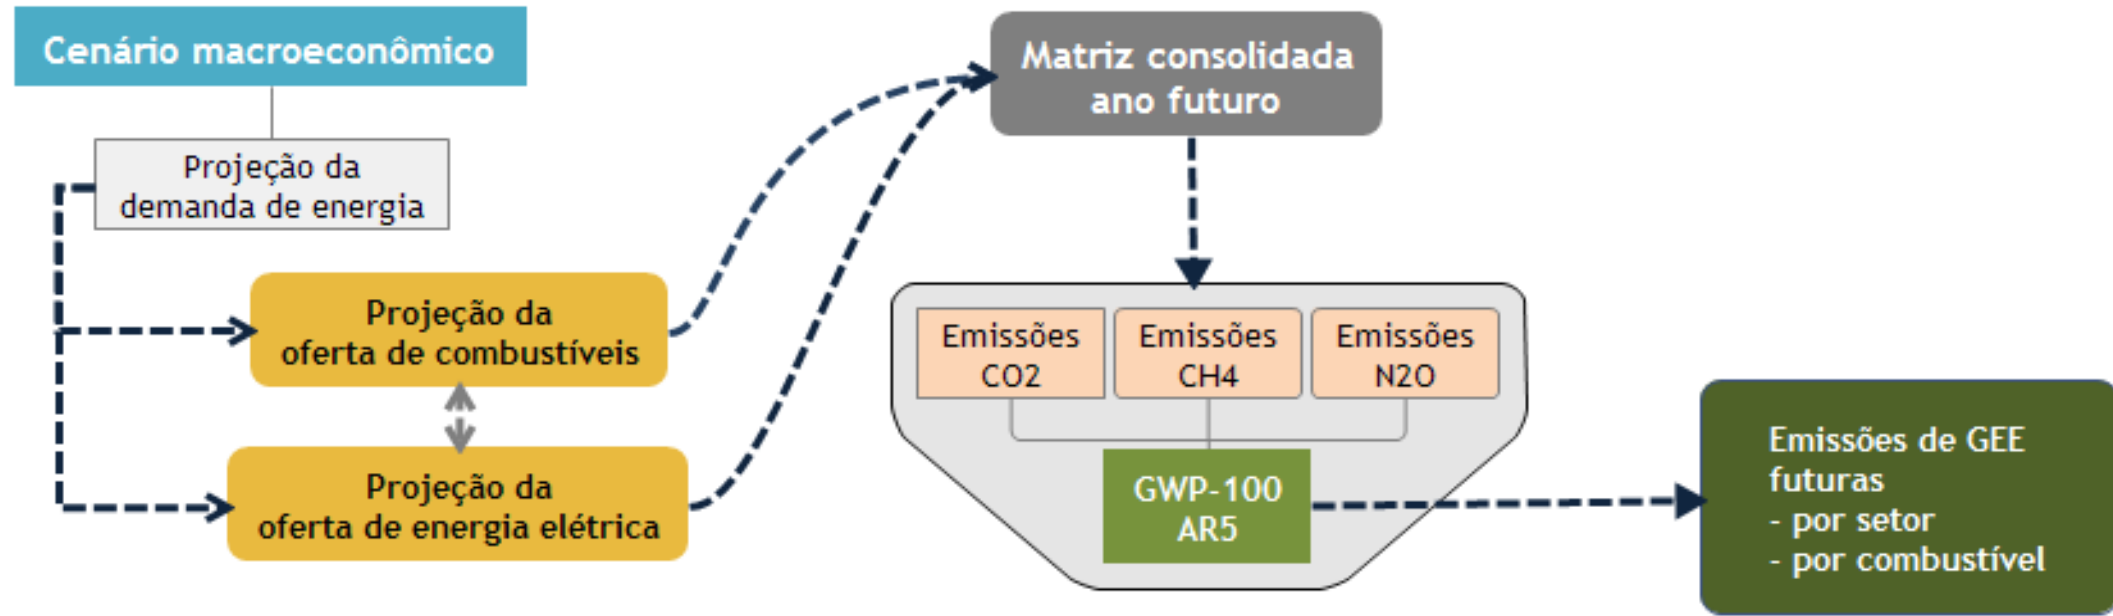 Cenário macroeconômico
Projeção da
demanda de energia
Projeção da
oferta de combustíveis
Projeção da
oferta de energia elétrica
Matriz consolidada
ano futuro
Emissões
CO2
Emissões
CH4
Emissões
N2O
GWP-100
AR5
Emissões de GEE
futuras
- por setor
- por combustível